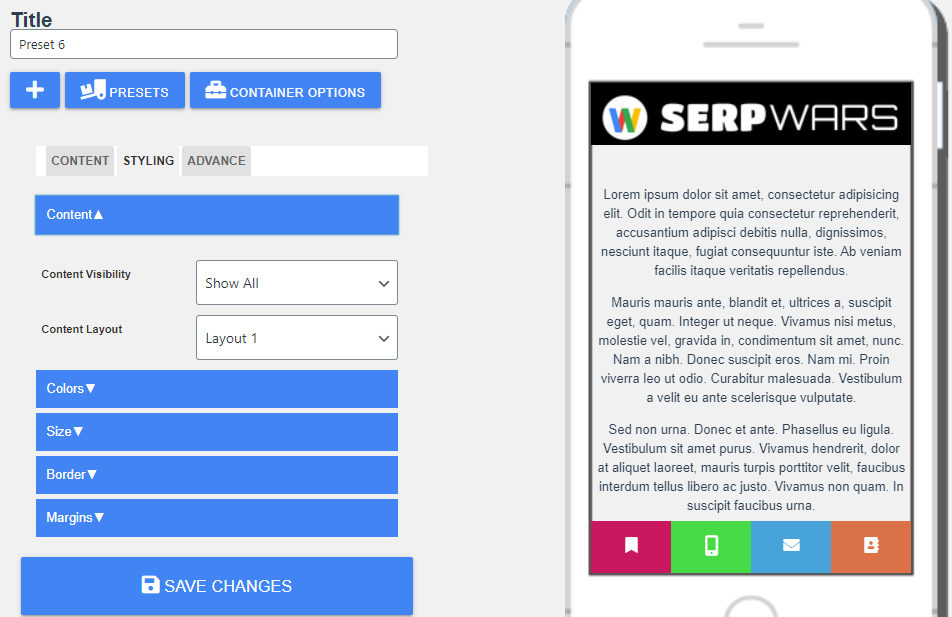 Title
Preset 6
PRESETS
CONTAINER OPTIONS
CONTENT
STYLING
ADVANCE
Content▲
Content Visibility
Show All
Content Layout
Layout 1
Colors▼
Size▼
Border▼
Margins▼
SAVE CHANGES
W SERPWARS
Lorem ipsum dolor sit amet, consectetur adipisicing
elit. Odit in tempore quia consectetur reprehenderit,
accusantium adipisci debitis nulla, dignissimos,
nesciunt itaque, fugiat consequuntur iste. Ab veniam
facilis itaque veritatis repellendus.
Mauris mauris ante, blandit et, ultrices a, suscipit
eget, quam. Integer ut neque. Vivamus nisi metus,
molestie vel, gravida in, condimentum sit amet, nunc.
Nam a nibh. Donec suscipit eros. Nam mi. Proin
viverra leo ut odio. Curabitur malesuada. Vestibulum
a velit eu ante scelerisque vulputate.
Sed non urna. Donec et ante. Phasellus eu ligula.
Vestibulum sit amet purus. Vivamus hendrerit, dolor
at aliquet laoreet, mauris turpis porttitor velit, faucibus
interdum tellus libero ac justo. Vivamus non quam. In
suscipit faucibus urna.